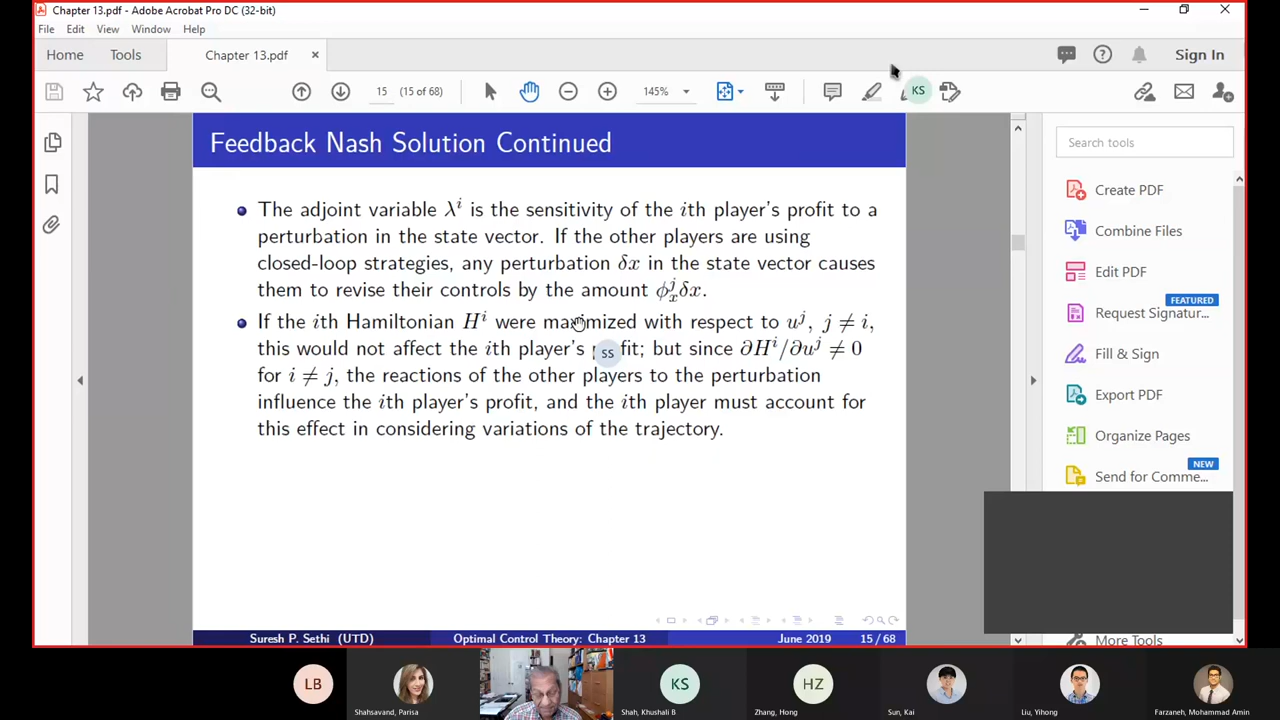 Chapter 13.pdf - Adobe Acrobat Pro DC (32-bit)
File Edit View Window Help
Home Tools Chapter 13.pdf × Sign In
15 (15 of 68) 145% KS
Search tools
Feedback Nash Solution Continued
The adjoint variable λ^i is the sensitivity of the ith player's profit to a
perturbation in the state vector. If the other players are using
closed-loop strategies, any perturbation δx in the state vector causes
them to revise their controls by the amount φ^j_x δx.
If the ith Hamiltonian H^i were maximized with respect to u^j, j ≠ i,
this would not affect the ith player's profit; but since ∂H^i/∂u^j ≠ 0
for i ≠ j, the reactions of the other players to the perturbation
influence the ith player's profit, and the ith player must account for
this effect in considering variations of the trajectory.
SS
Suresh P. Sethi (UTD) Optimal Control Theory: Chapter 13 June 2019 15 / 68
Create PDF
Combine Files
Edit PDF
FEATURED
Request Signatur...
Fill & Sign
Export PDF
Organize Pages
NEW
Send for Comme...
More Tools
LB KS HZ
Shahsavand, Parisa Shah, Khushali B Zhang, Hong Sun, Kai Liu, Yihong Farzaneh, Mohammad Amin